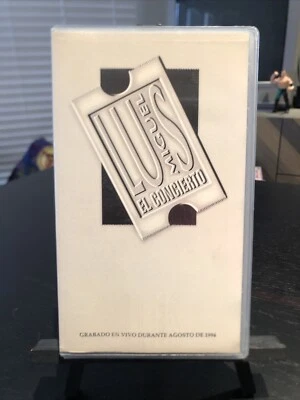 LUIS
MIGUEL
EL CONCIERTO
GRABADO EN VIVO DURANTE AGOSTO DE 1994